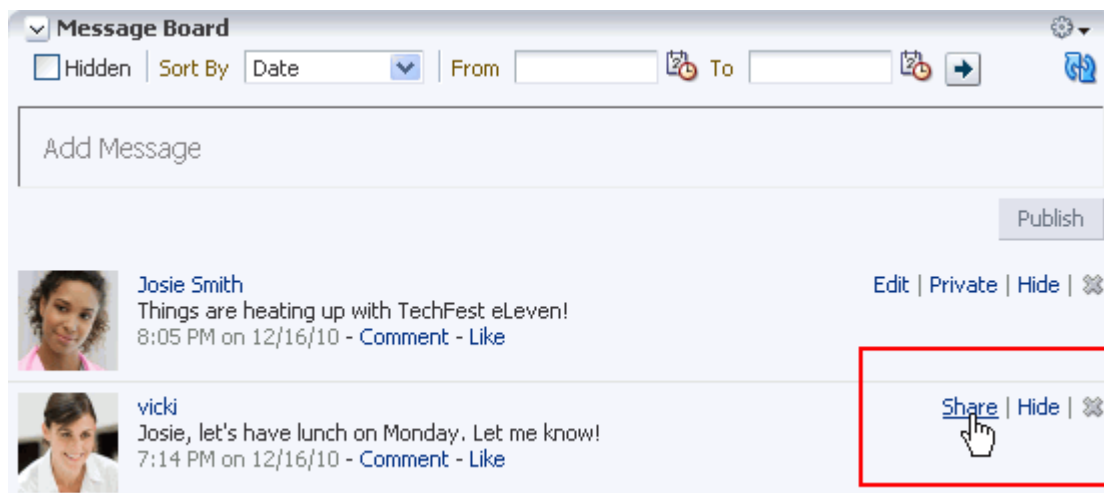 Message Board
Hidden | Sort By Date | From To
Add Message
Publish
Josie Smith Edit | Private | Hide |
Things are heating up with TechFest eLeven!
8:05 PM on 12/16/10 - Comment - Like
vicki Share | Hide |
Josie, let's have lunch on Monday. Let me know!
7:14 PM on 12/16/10 - Comment - Like